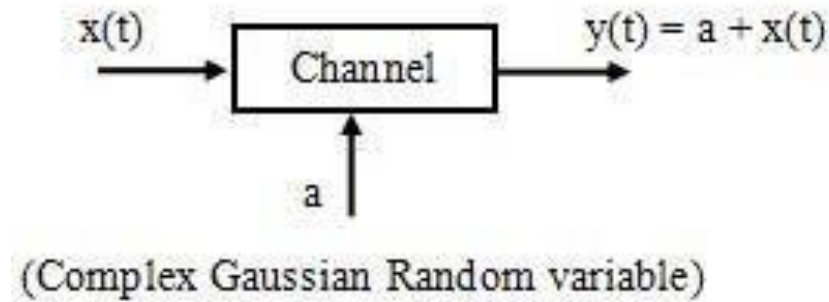 x(t)
y(t) = a + x(t)
Channel
a
(Complex Gaussian Random variable)